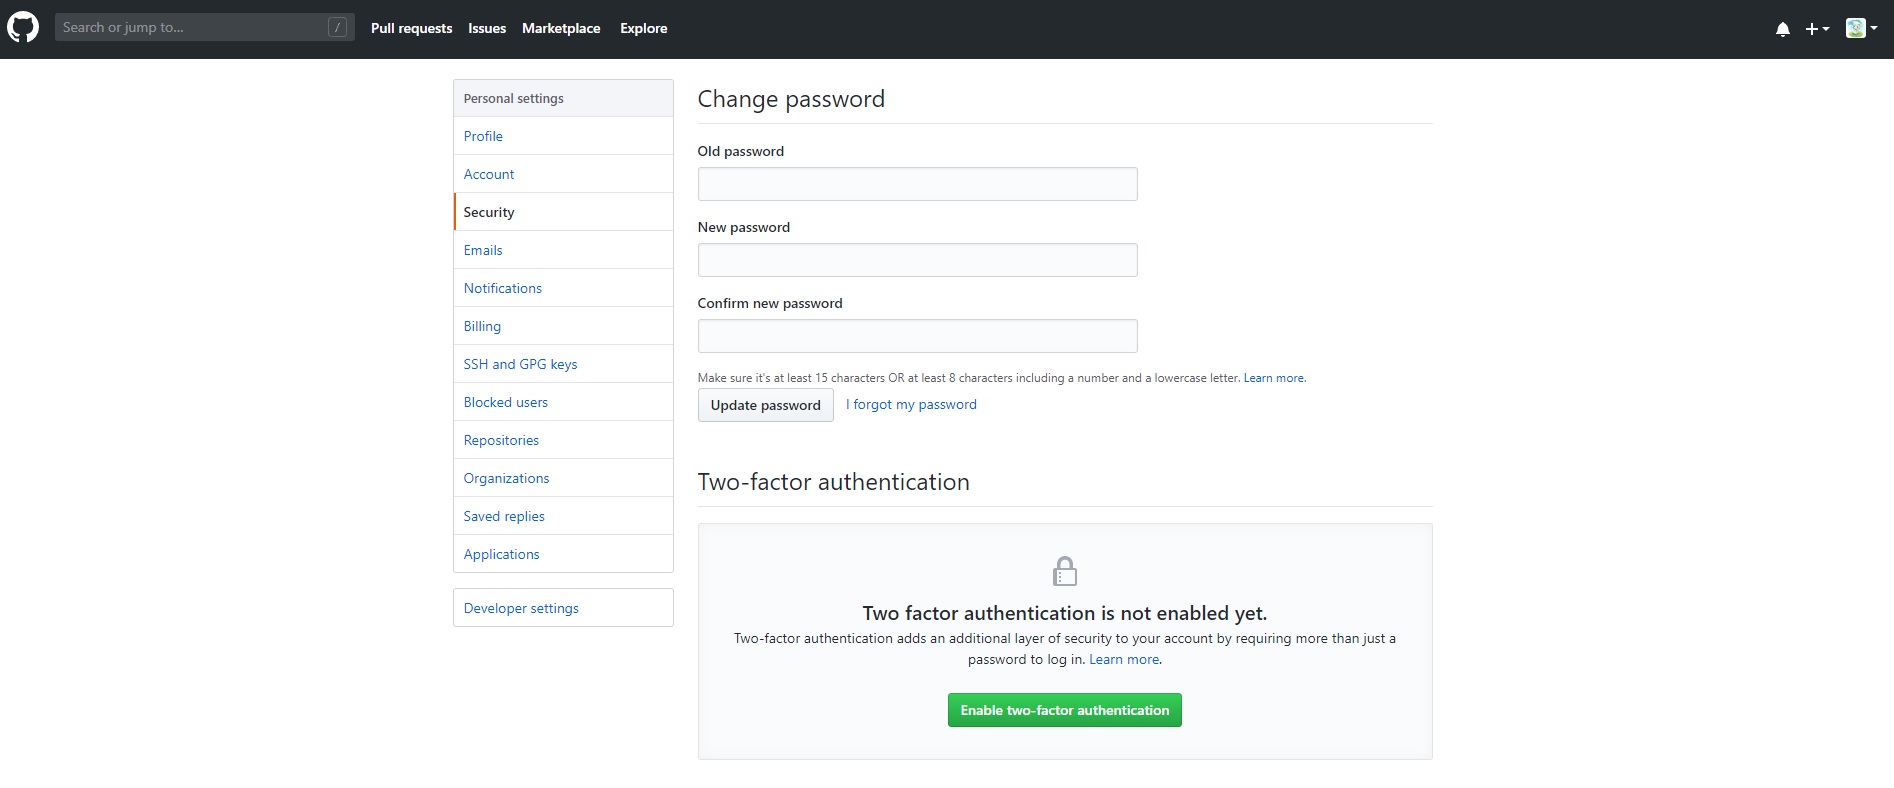 Search or jump to...
/
Pull requests
Issues
Marketplace
Explore
Personal settings
Profile
Account
Security
Emails
Notifications
Billing
SSH and GPG keys
Blocked users
Repositories
Organizations
Saved replies
Applications
Developer settings
Change password
Old password
New password
Confirm new password
Make sure it's at least 15 characters OR at least 8 characters including a number and a lowercase letter. Learn more.
Update password
I forgot my password
Two-factor authentication
Two factor authentication is not enabled yet.
Two-factor authentication adds an additional layer of security to your account by requiring more than just a
password to log in. Learn more.
Enable two-factor authentication